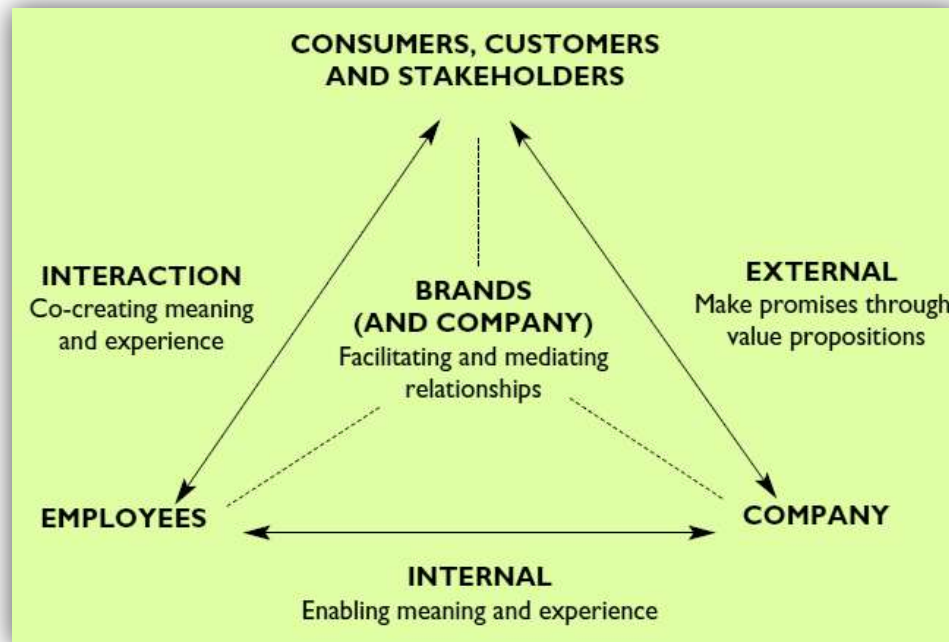 CONSUMERS, CUSTOMERS
AND STAKEHOLDERS
INTERACTION
Co-creating meaning
and experience
BRANDS
(AND COMPANY)
Facilitating and mediating
relationships
EXTERNAL
Make promises through
value propositions
EMPLOYEES
COMPANY
INTERNAL
Enabling meaning and experience